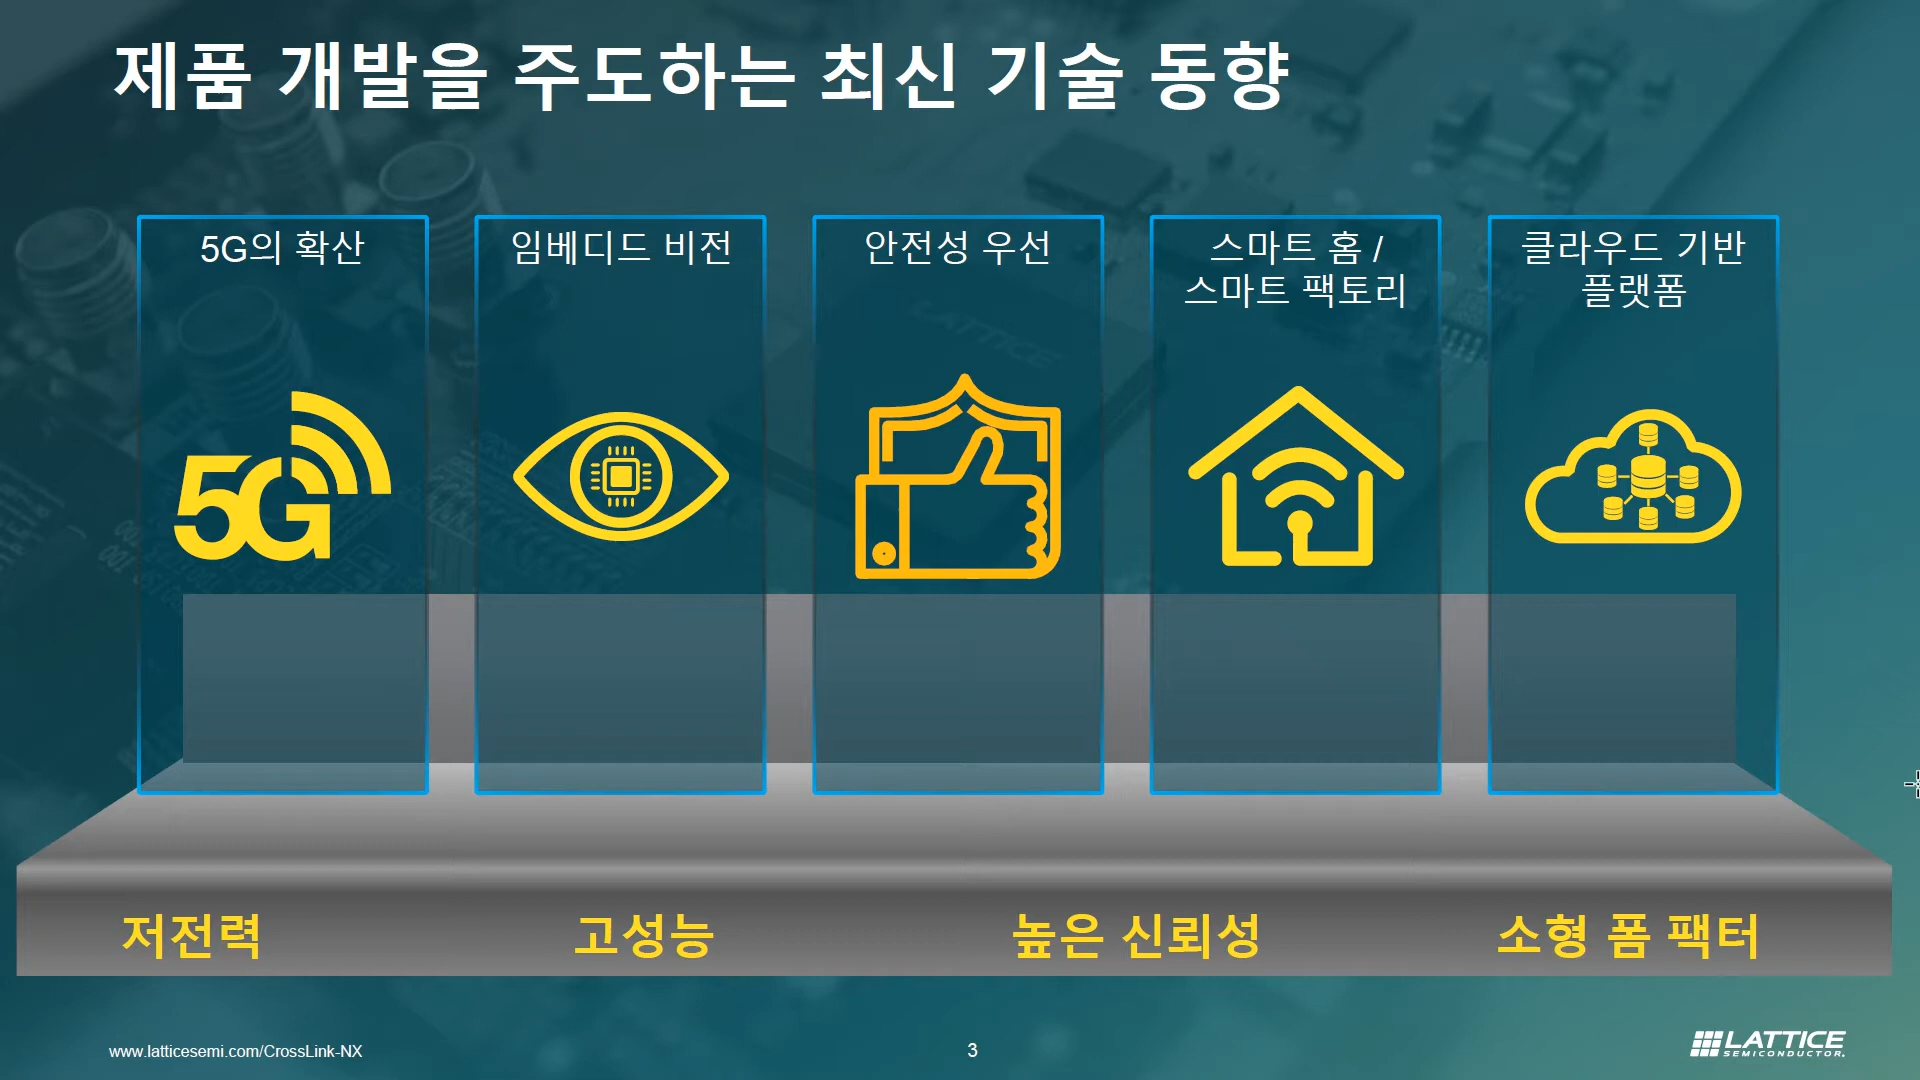 제품 개발을 주도하는 최신 기술 동향
5G의 확산
임베디드 비전
안전성 우선
스마트 홈 /
스마트 팩토리
클라우드 기반
플랫폼
5G
LATTICE
저전력
고성능
높은 신뢰성
소형 폼 팩터
www.latticesemi.com/CrossLink-NX
3
LATTICE
SEMICONDUCTOR.